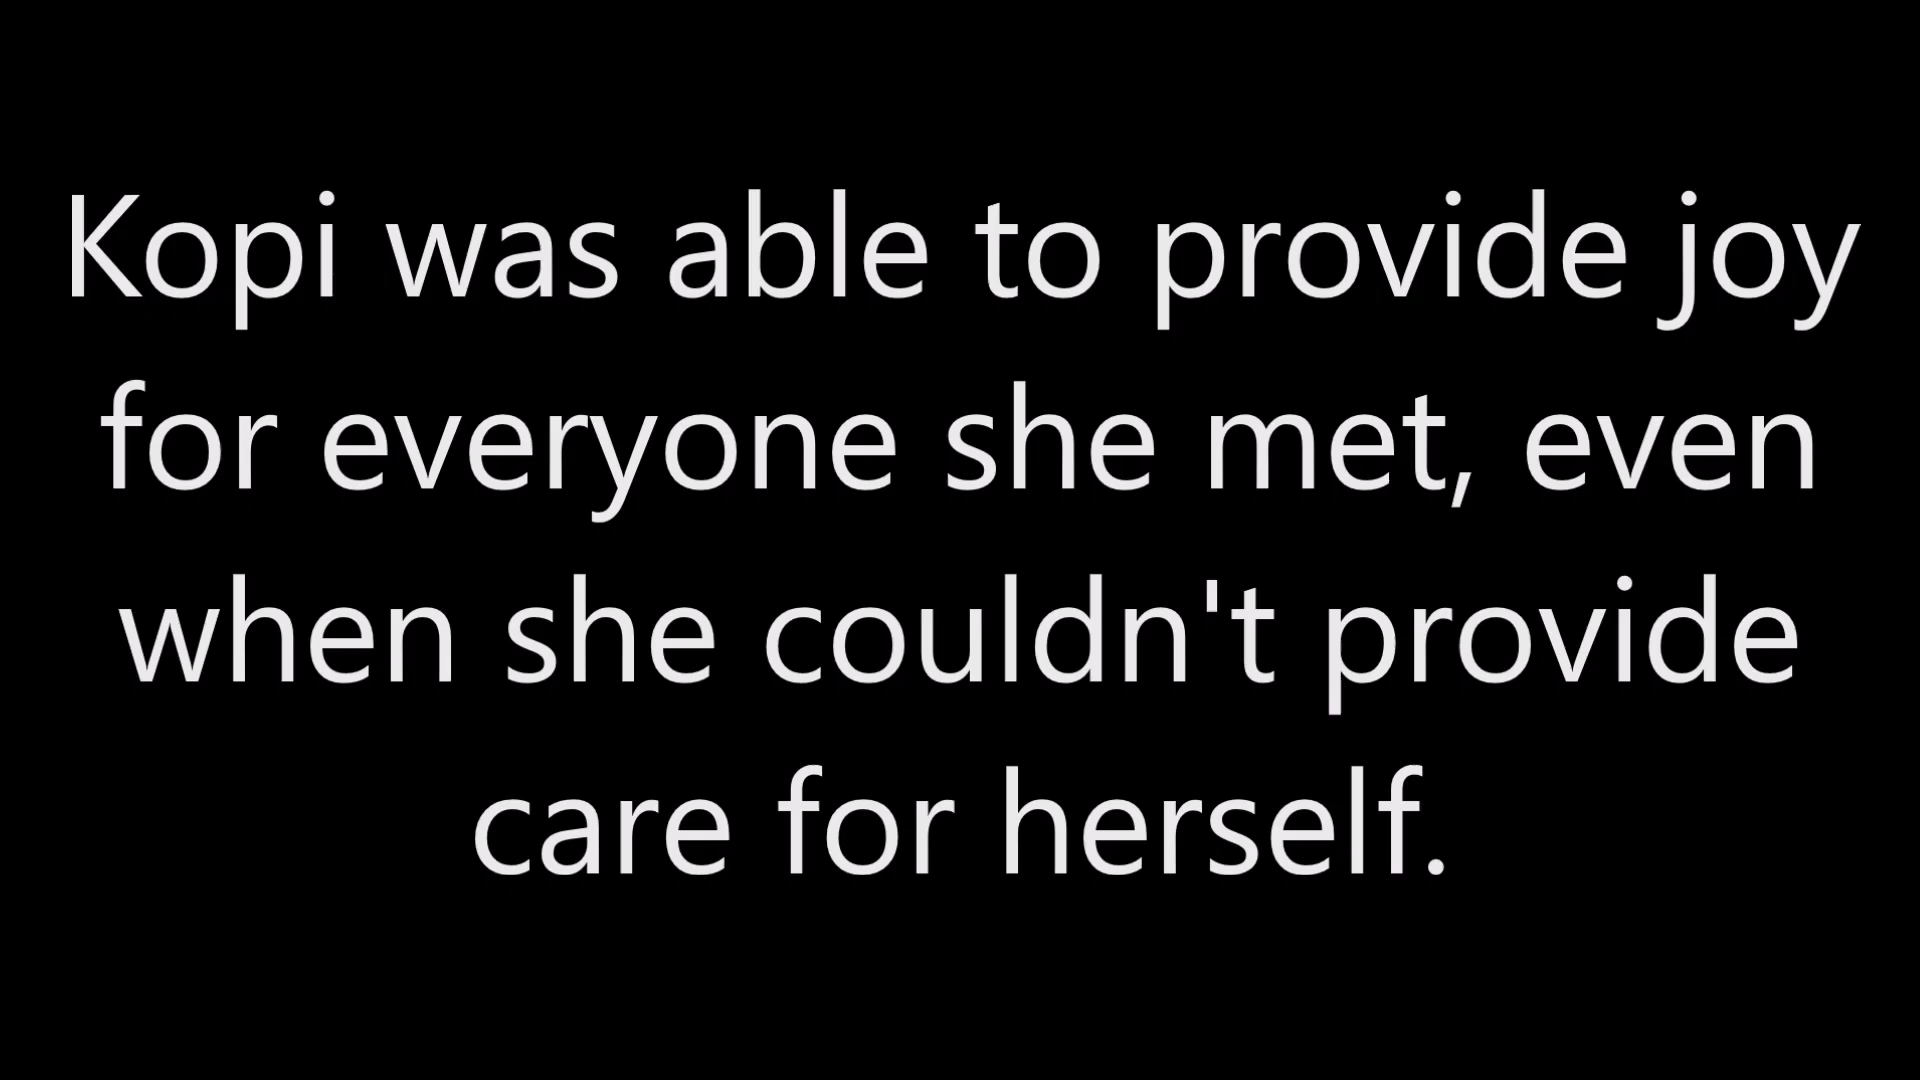 Kopi was able to provide joy
for everyone she met, even
when she couldn't provide
care for herself.